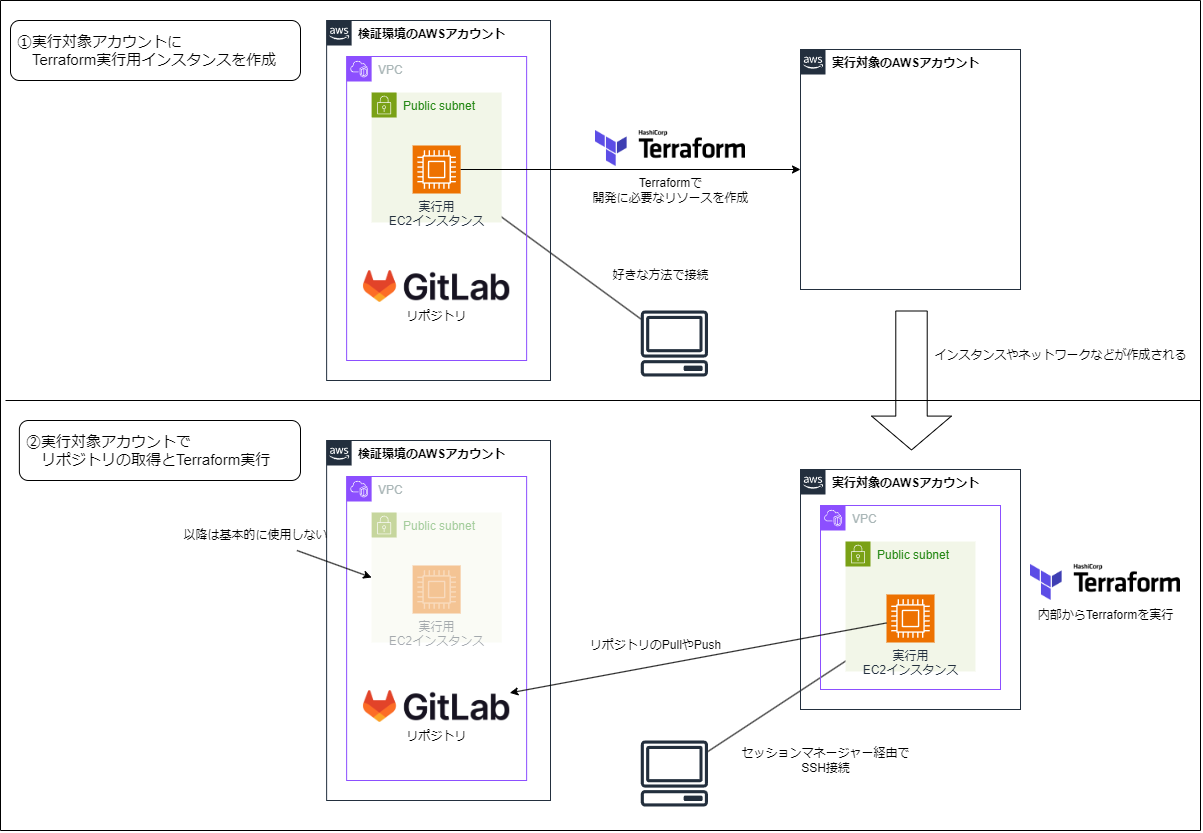 ①実行対象アカウントに
Terraform実行用インスタンスを作成
aws
検証環境のAWSアカウント
VPC
Public subnet
実行用
EC2インスタンス
GitLab
リポジトリ
HashiCorp
Terraform
Terraformで
開発に必要なリソースを作成
好きな方法で接続
aws
実行対象のAWSアカウント
インスタンスやネットワークなどが作成される
②実行対象アカウントで
リポジトリの取得とTerraform実行
以降は基本的に使用しない
aws
検証環境のAWSアカウント
VPC
Public subnet
実行用
EC2インスタンス
GitLab
リポジトリ
リポジトリのPullやPush
aws
実行対象のAWSアカウント
VPC
Public subnet
実行用
EC2インスタンス
HashiCorp
Terraform
内部からTerraformを実行
セッションマネージャー経由で
SSH接続